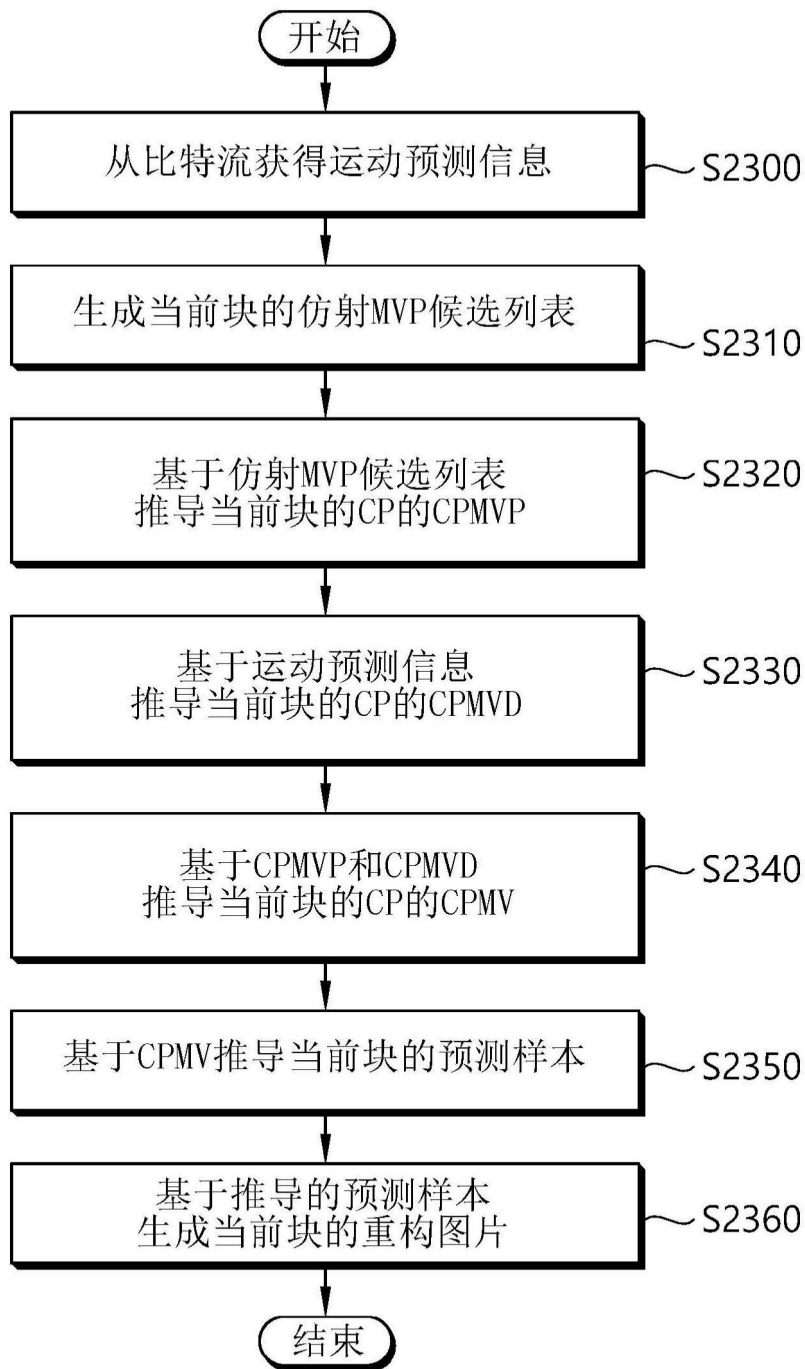 开始
从比特流获得运动预测信息
S2300
生成当前块的仿射MVP候选列表
S2310
基于仿射MVP候选列表
推导当前块的CP的CPMVP
S2320
基于运动预测信息
推导当前块的CP的CPMVD
S2330
基于CPMVP和CPMVD
推导当前块的CP的CPMV
S2340
基于CPMV推导当前块的预测样本
S2350
基于推导的预测样本
生成当前块的重构图片
S2360
结束